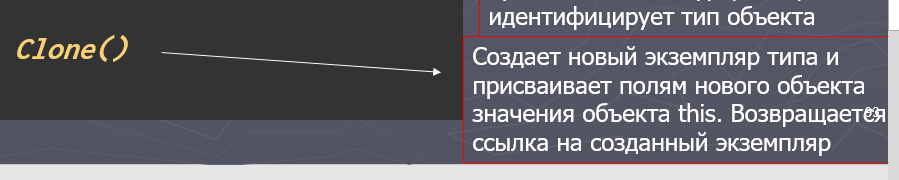 идентифицирует тип объекта
Clone()
Создает новый экземпляр типа и
присваивает полям нового объекта
значения объекта this. Возвращается
ссылка на созданный экземпляр